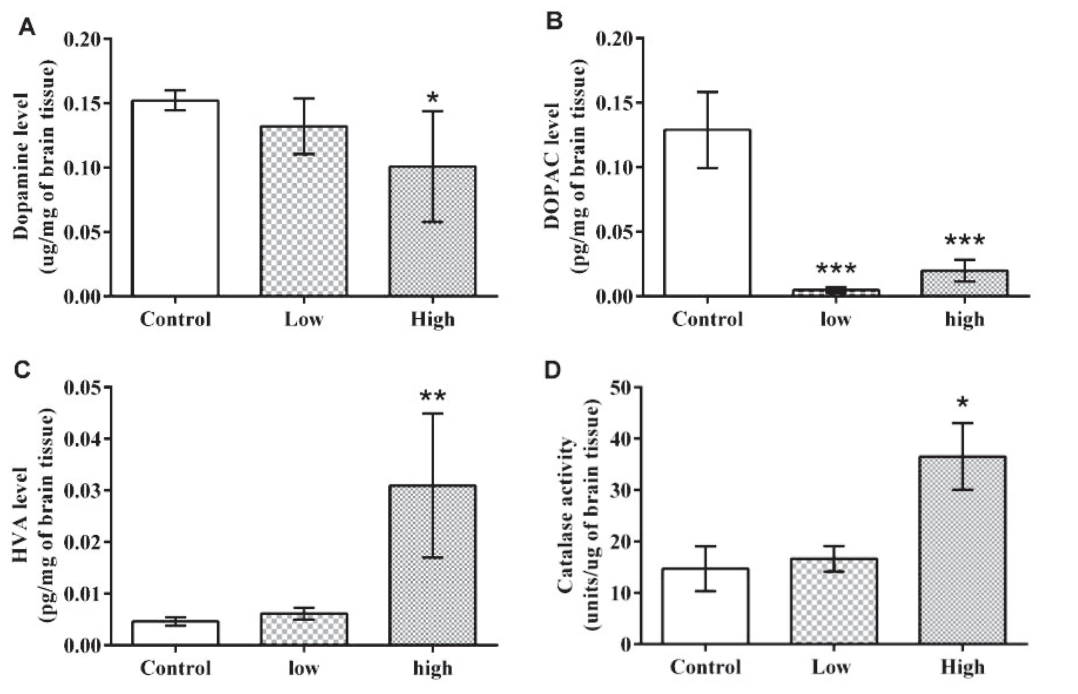 A
Dopamine level
(ug/mg of brain tissue)
0.20
0.15
0.10
0.05
0.00
*
Control Low High
B
DOPAC level
(pg/mg of brain tissue)
0.20
0.15
0.10
0.05
0.00
***
***
Control low high
C
HVA level
(pg/mg of brain tissue)
0.05
0.04
0.03
0.02
0.01
0.00
**
Control low high
D
Catalase activity
(units/ug of brain tissue)
50
40
30
20
10
0
*
Control Low High